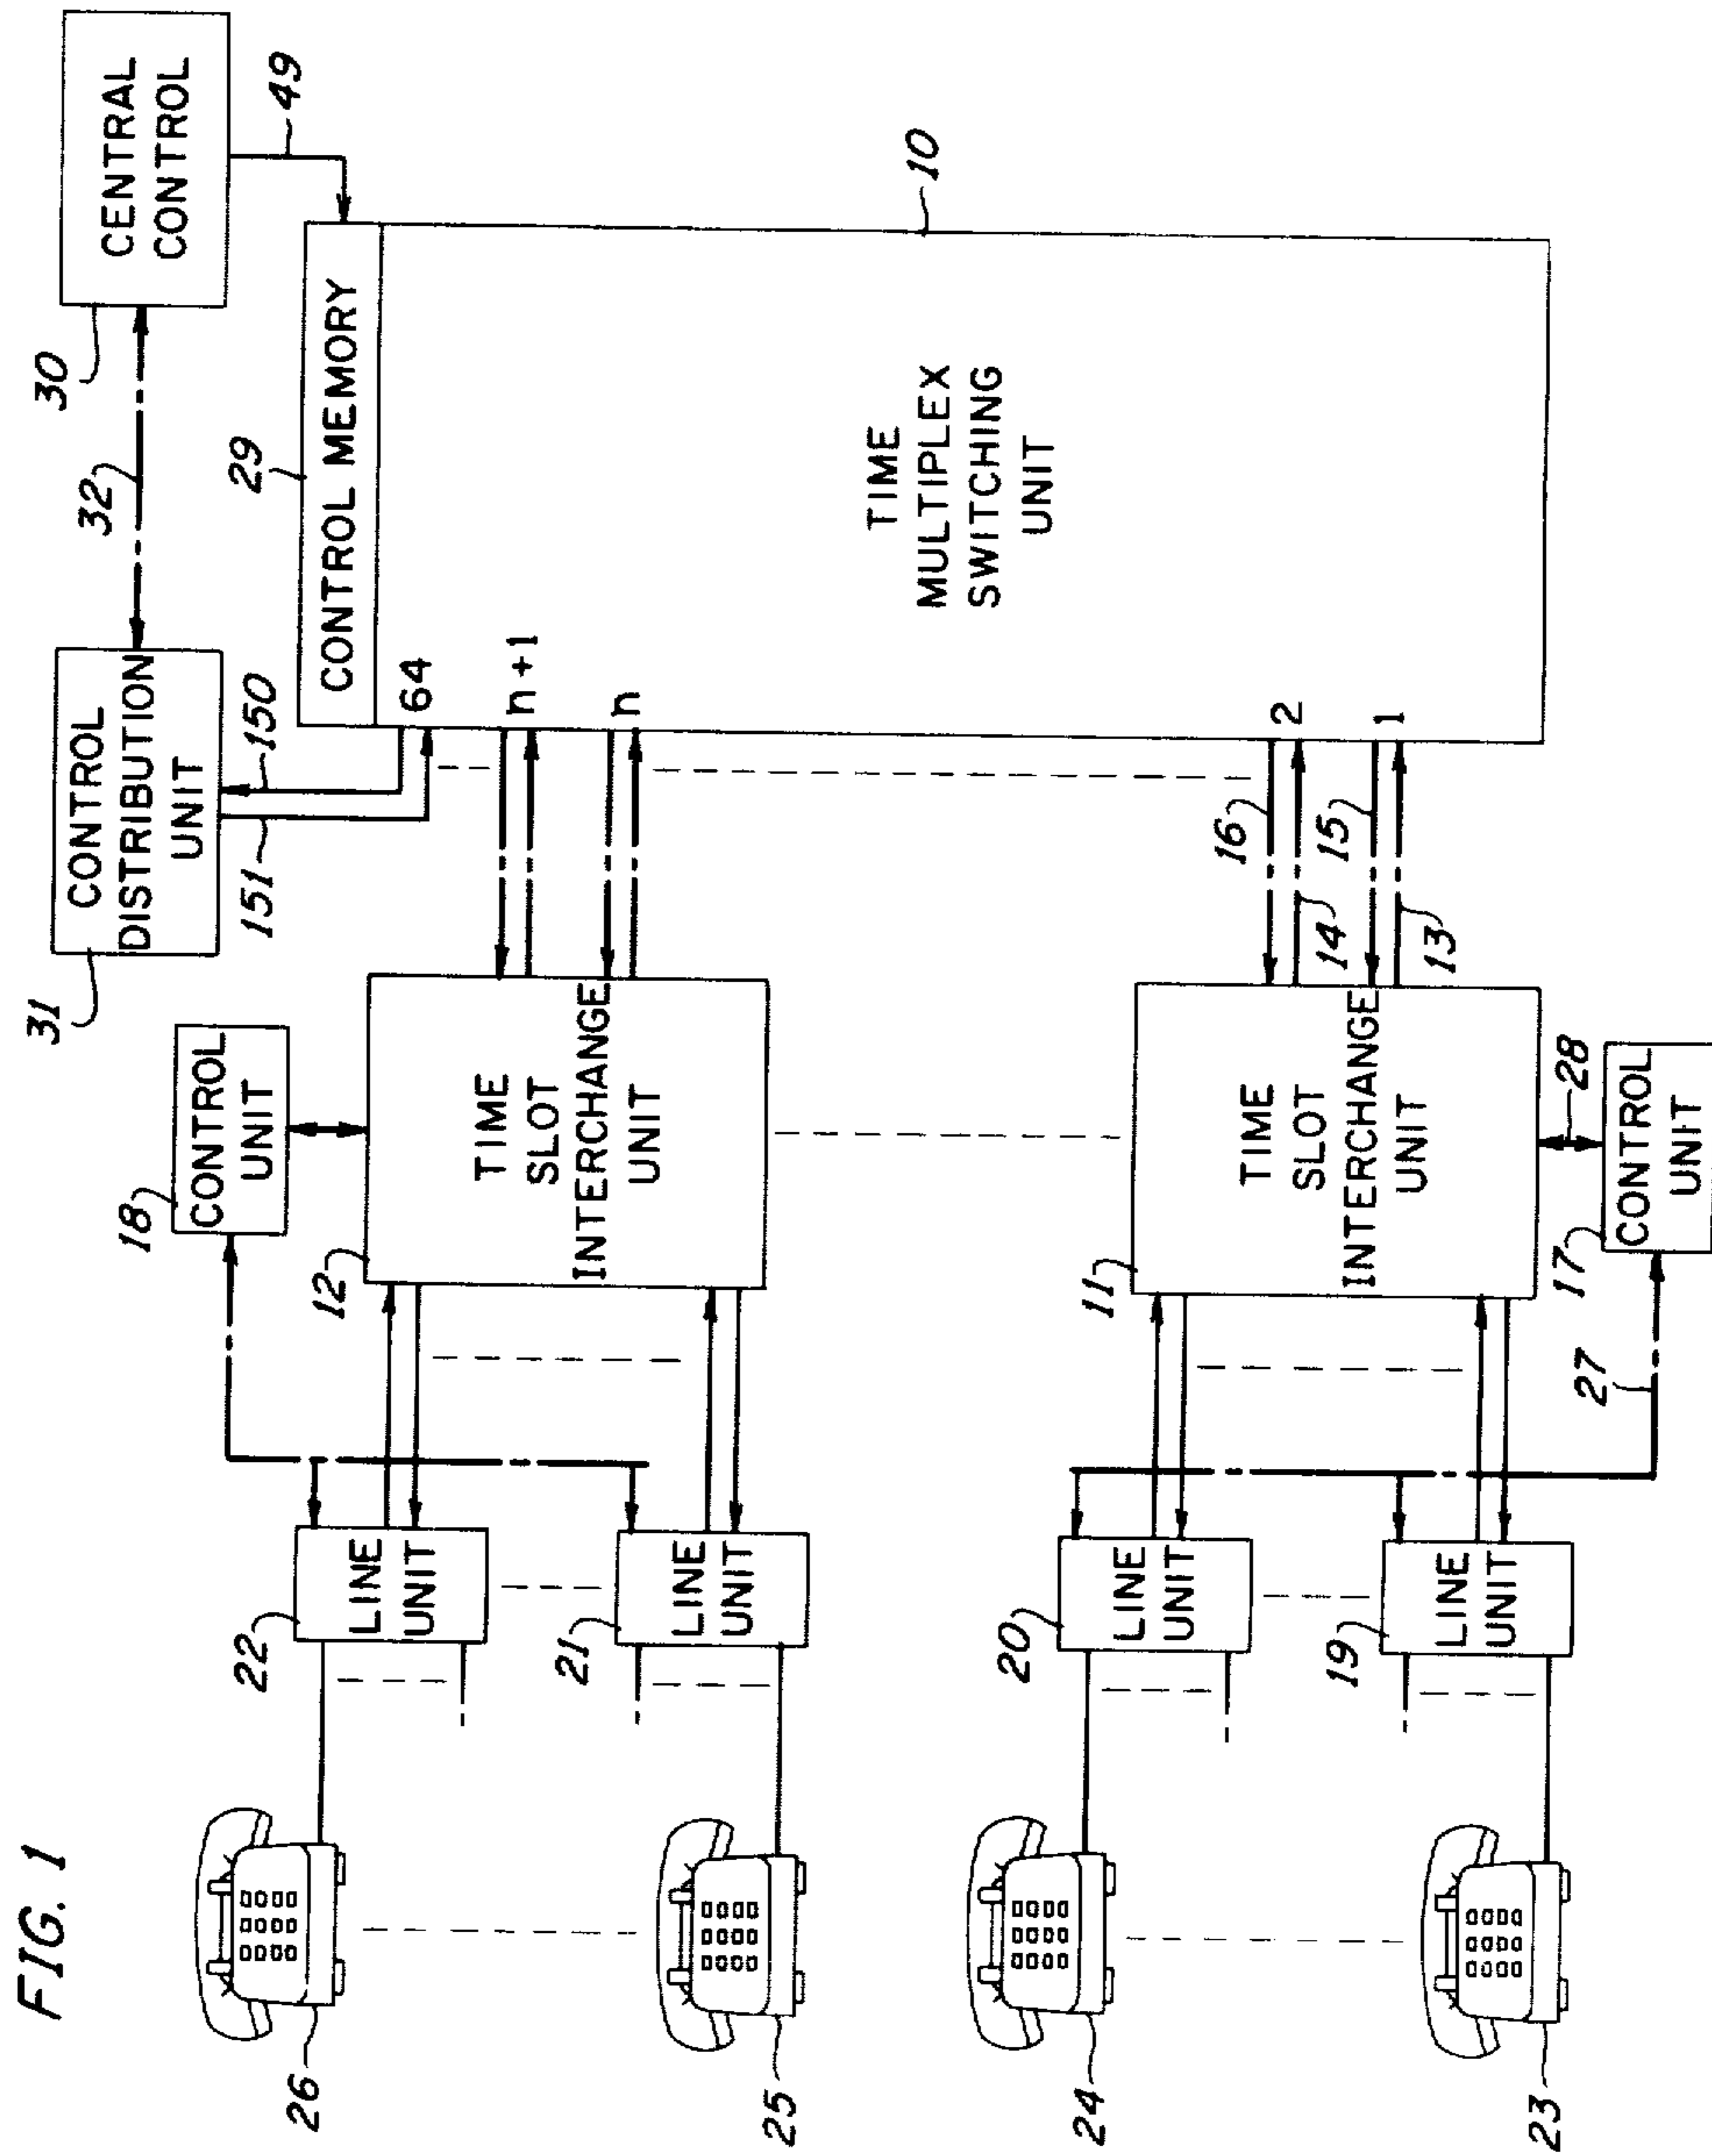 FIG. 1
30
CENTRAL
CONTROL
49
32
31
CONTROL
DISTRIBUTION
UNIT
151
150
29
CONTROL MEMORY
10
64
n+1
n
TIME
MULTIPLEX
SWITCHING
UNIT
2
1
16
14
15
13
18
CONTROL
UNIT
12
TIME
SLOT
INTERCHANGE
UNIT
11
TIME
SLOT
INTERCHANGE
UNIT
28
17
CONTROL
UNIT
27
22
LINE
UNIT
21
LINE
UNIT
20
LINE
UNIT
19
LINE
UNIT
26
25
24
23